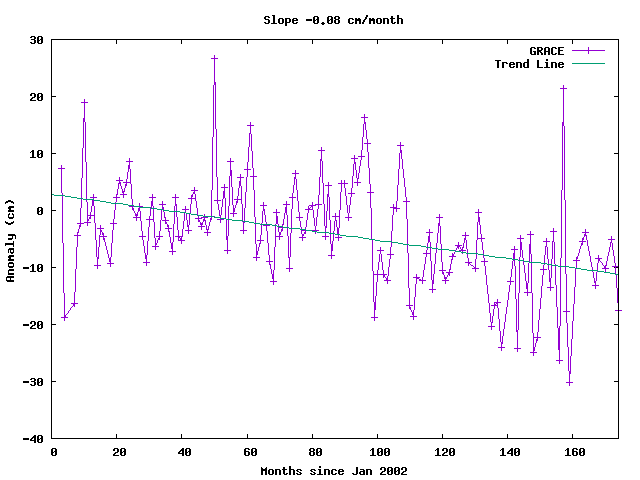 Slope -0.08 cm/month
GRACE
Trend Line
30
20
10
0
-10
-20
-30
-40
Anomaly (cm)
0 20 40 60 80 100 120 140 160
Months since Jan 2002